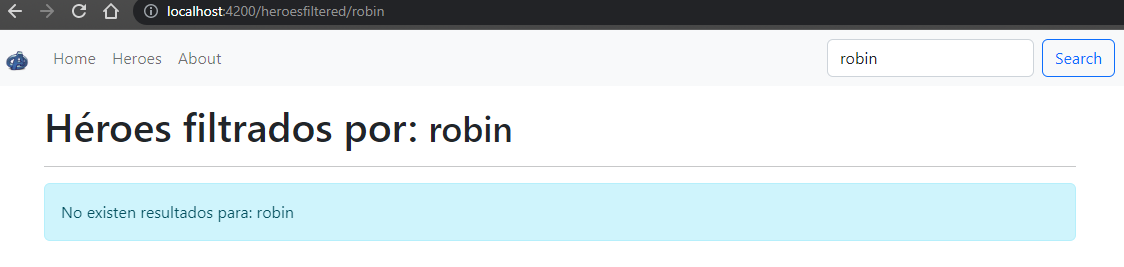 localhost:4200/heroesfiltered/robin
Home Heroes About robin Search
Héroes filtrados por: robin
No existen resultados para: robin